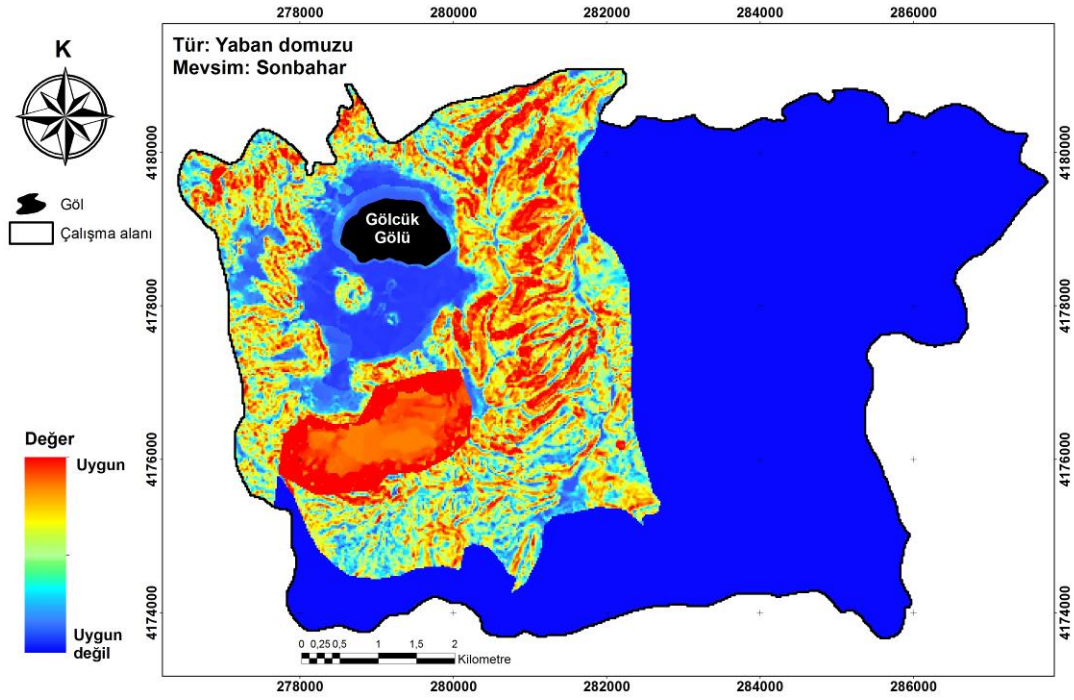 278000 280000 282000 284000 286000
Tür: Yaban domuzu
Mevsim: Sonbahar
K
Göl
Çalışma alanı
Gölcük
Gölü
4180000 4180000
4178000 4178000
4176000 4176000
4174000 4174000
Değer
Uygun
Uygun
değil
0 0,25 0,5 1 1,5 2
Kilometre
278000 280000 282000 284000 286000